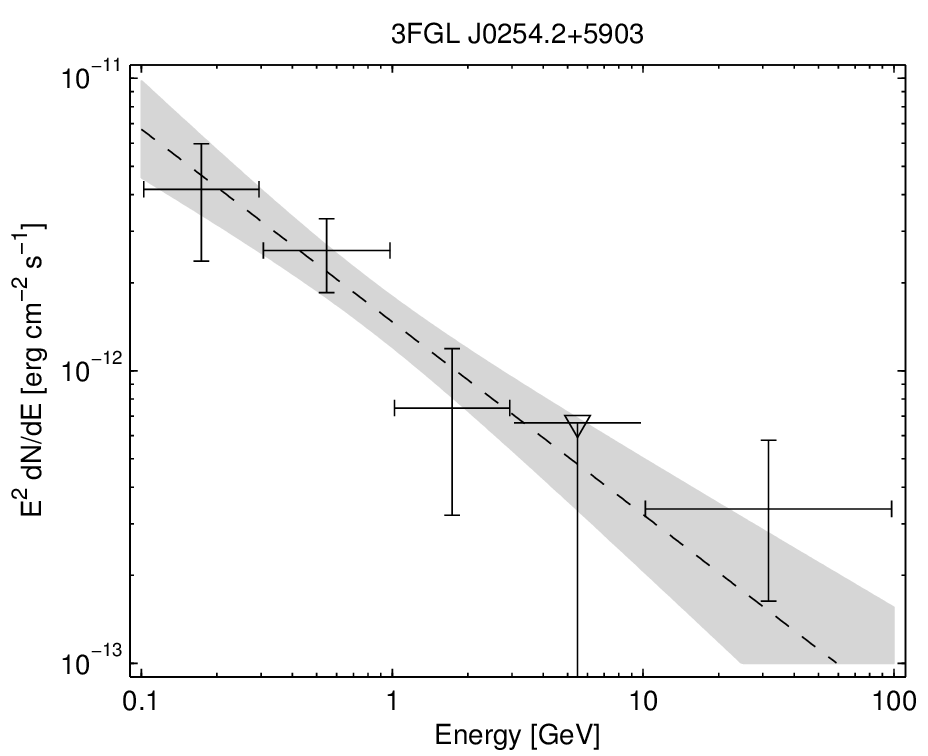 3FGL J0254.2+5903
10⁻¹¹
10⁻¹²
10⁻¹³
E² dN/dE [erg cm⁻² s⁻¹]
0.1 1 10 100
Energy [GeV]